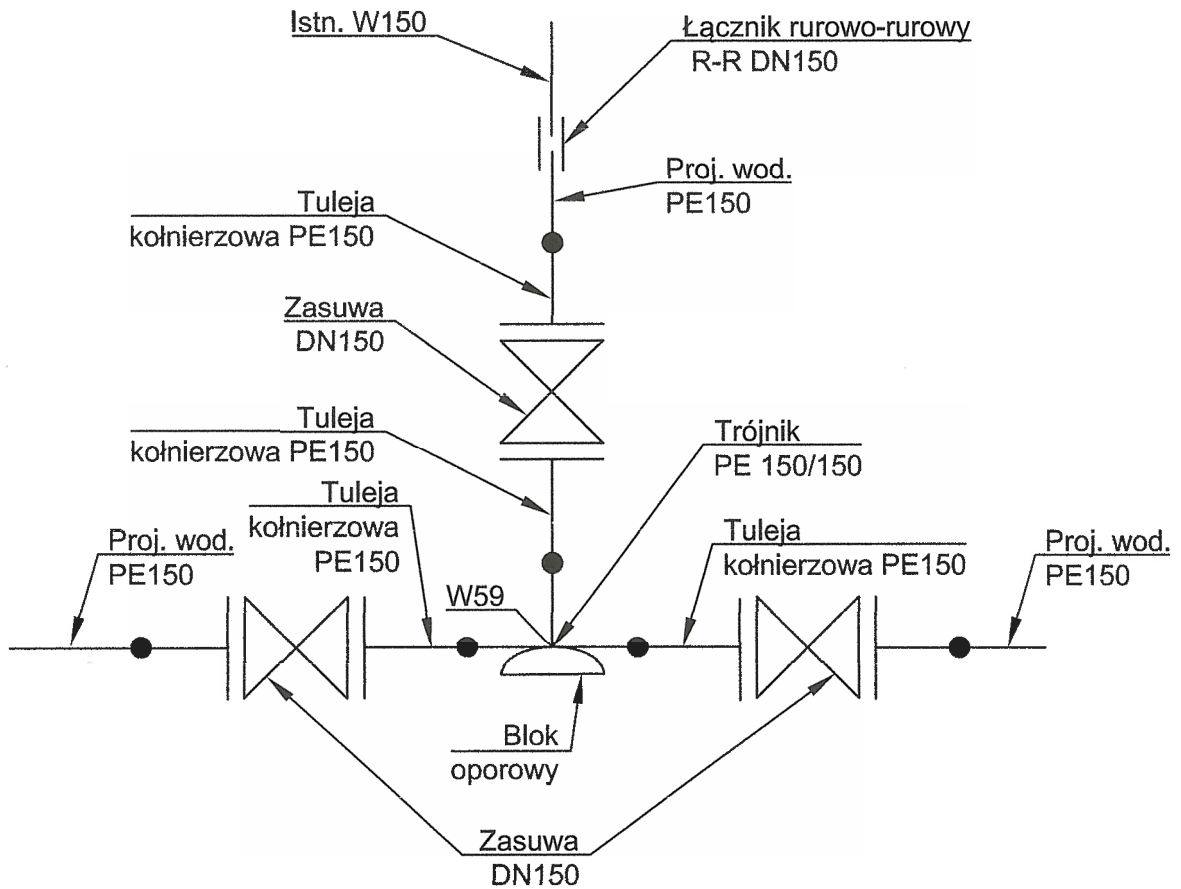 Istn. W150
Łącznik rurowo-rurowy
R-R DN150
Proj. wod.
PE150
Tuleja
kołnierzowa PE150
Zasuwa
DN150
Tuleja
kołnierzowa PE150
Trójnik
PE 150/150
Tuleja
kołnierzowa
PE150
Tuleja
kołnierzowa PE150
Proj. wod.
PE150
Proj. wod.
PE150
W59
Blok
oporowy
Zasuwa
DN150